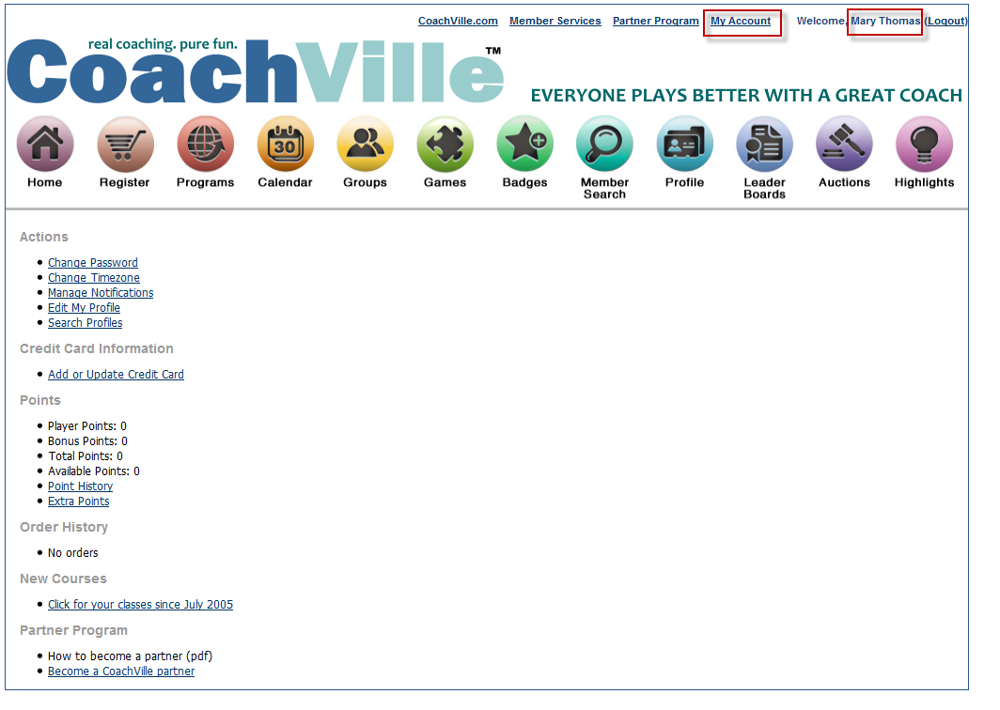 CoachVille.com Member Services Partner Program My Account Welcome, Mary Thomas (Logout)
real coaching. pure fun.
CoachVille™
EVERYONE PLAYS BETTER WITH A GREAT COACH
30
Home Register Programs Calendar Groups Games Badges Member Search Profile Leader Boards Auctions Highlights
Actions
Change Password
Change Timezone
Manage Notifications
Edit My Profile
Search Profiles
Credit Card Information
Add or Update Credit Card
Points
Player Points: 0
Bonus Points: 0
Total Points: 0
Available Points: 0
Point History
Extra Points
Order History
No orders
New Courses
Click for your classes since July 2005
Partner Program
How to become a partner (pdf)
Become a CoachVille partner